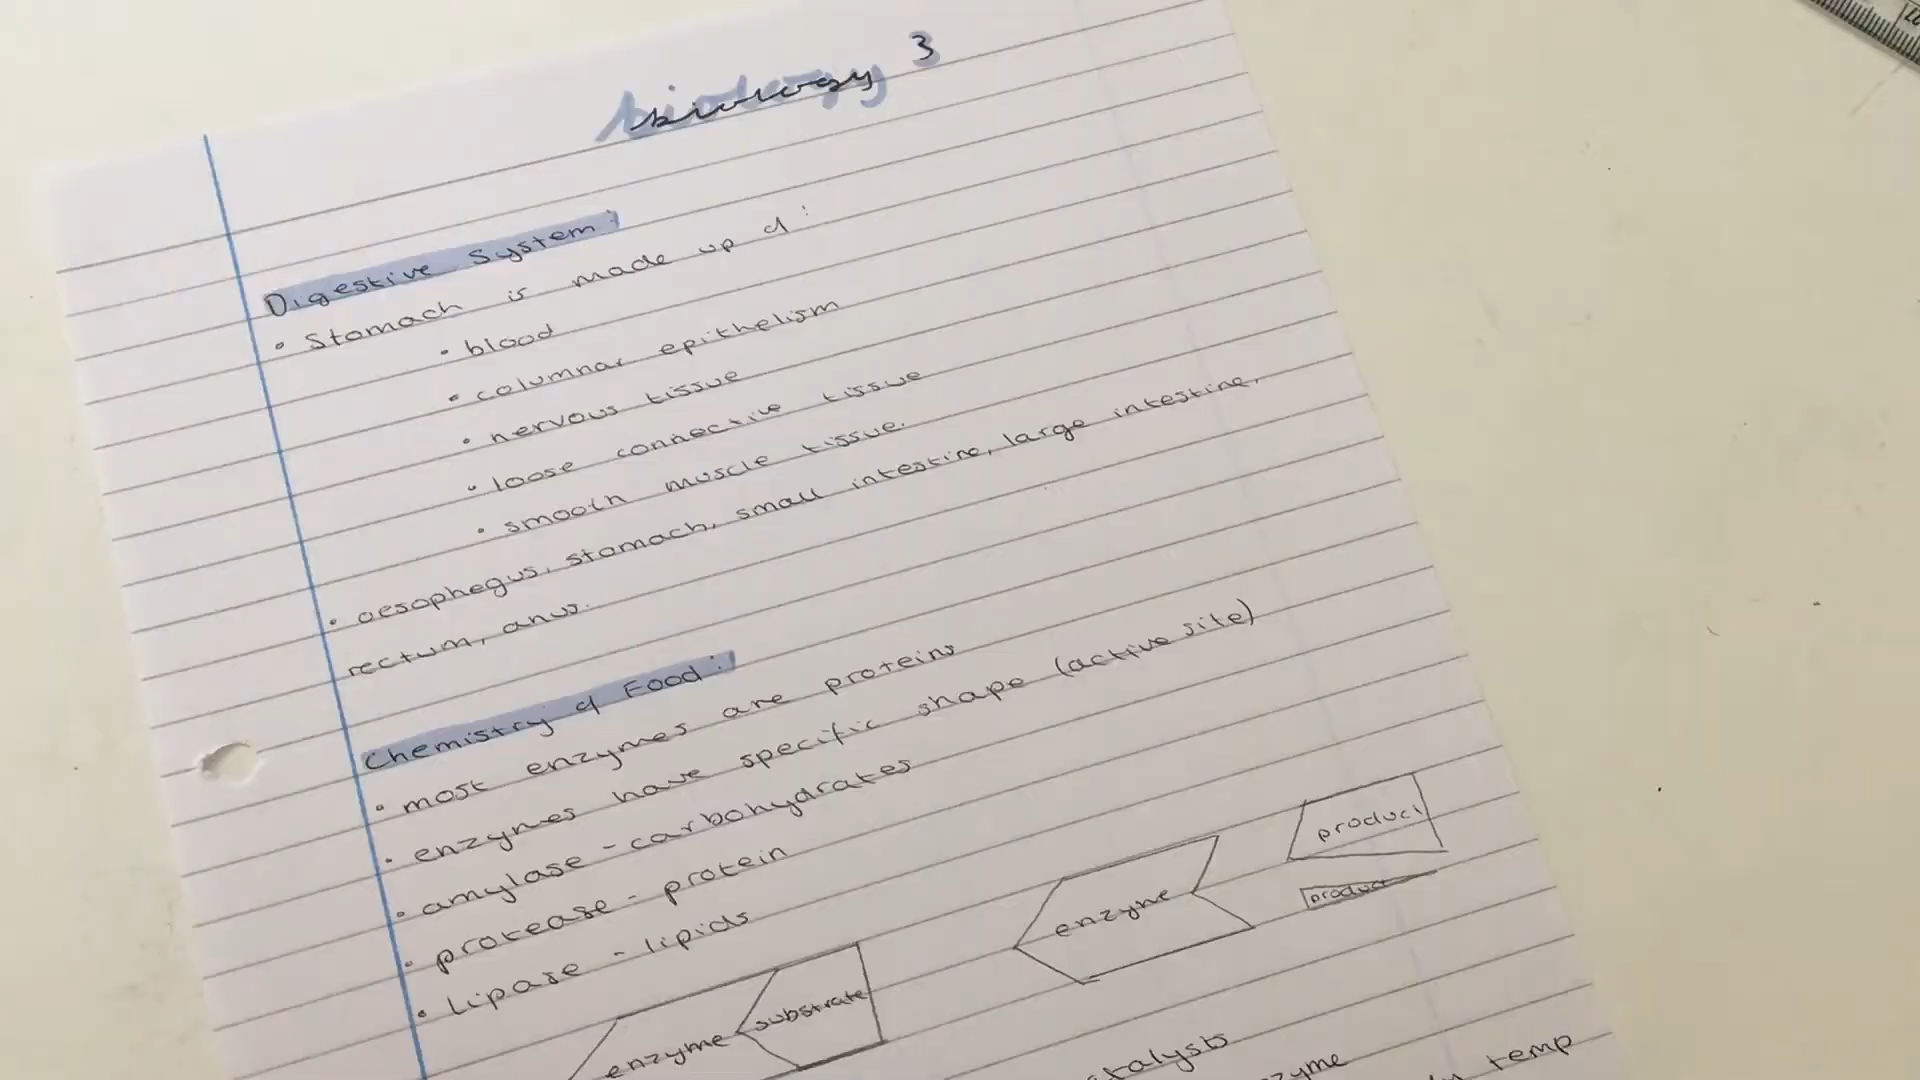 biology 3
Digestive System:
• Stomach is made up of:
• blood
• columnar epithelism
• nervous tissue
• loose connective tissue
• smooth muscle tissue.
• oesophegus, stomach, small intestine, large intestine,
rectum, anus.
Chemistry of Food:
• most enzymes are proteins
• enzymes have specific shape (active site)
• amylase - carbohydrates
• protease - protein
• Lipase - lipids
enzyme substrate
enzyme
product
product
temp